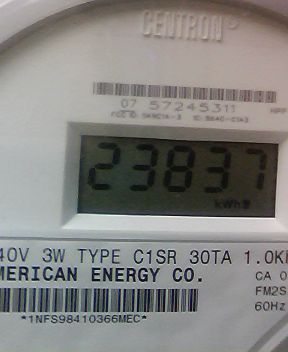 CENTRON
07 57245311
23837
kWh
40V 3W TYPE C1SR 30TA 1.0K
MERICAN ENERGY CO.
CA 0
FM2S
60Hz
*1NFS98410366MEC*